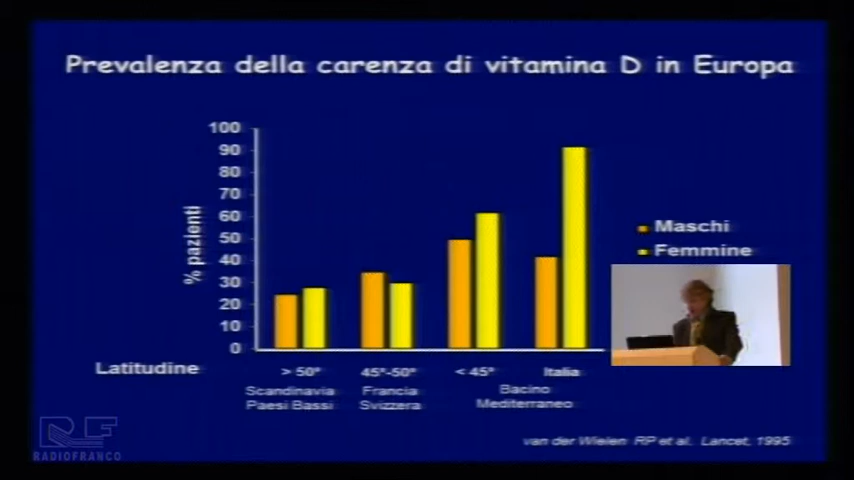 Prevalenza della carenza di vitamina D in Europa
100
90
80
70
60
50
40
30
20
10
0
% pazienti
Maschi
Femmine
Latitudine
> 50° 45°-50° < 45° Italia
Scandinavia Francia Bacino
Paesi Bassi Svizzera Mediterraneo
van der Wielen RP et al. Lancet, 1995
RF
RADIOFRANCO